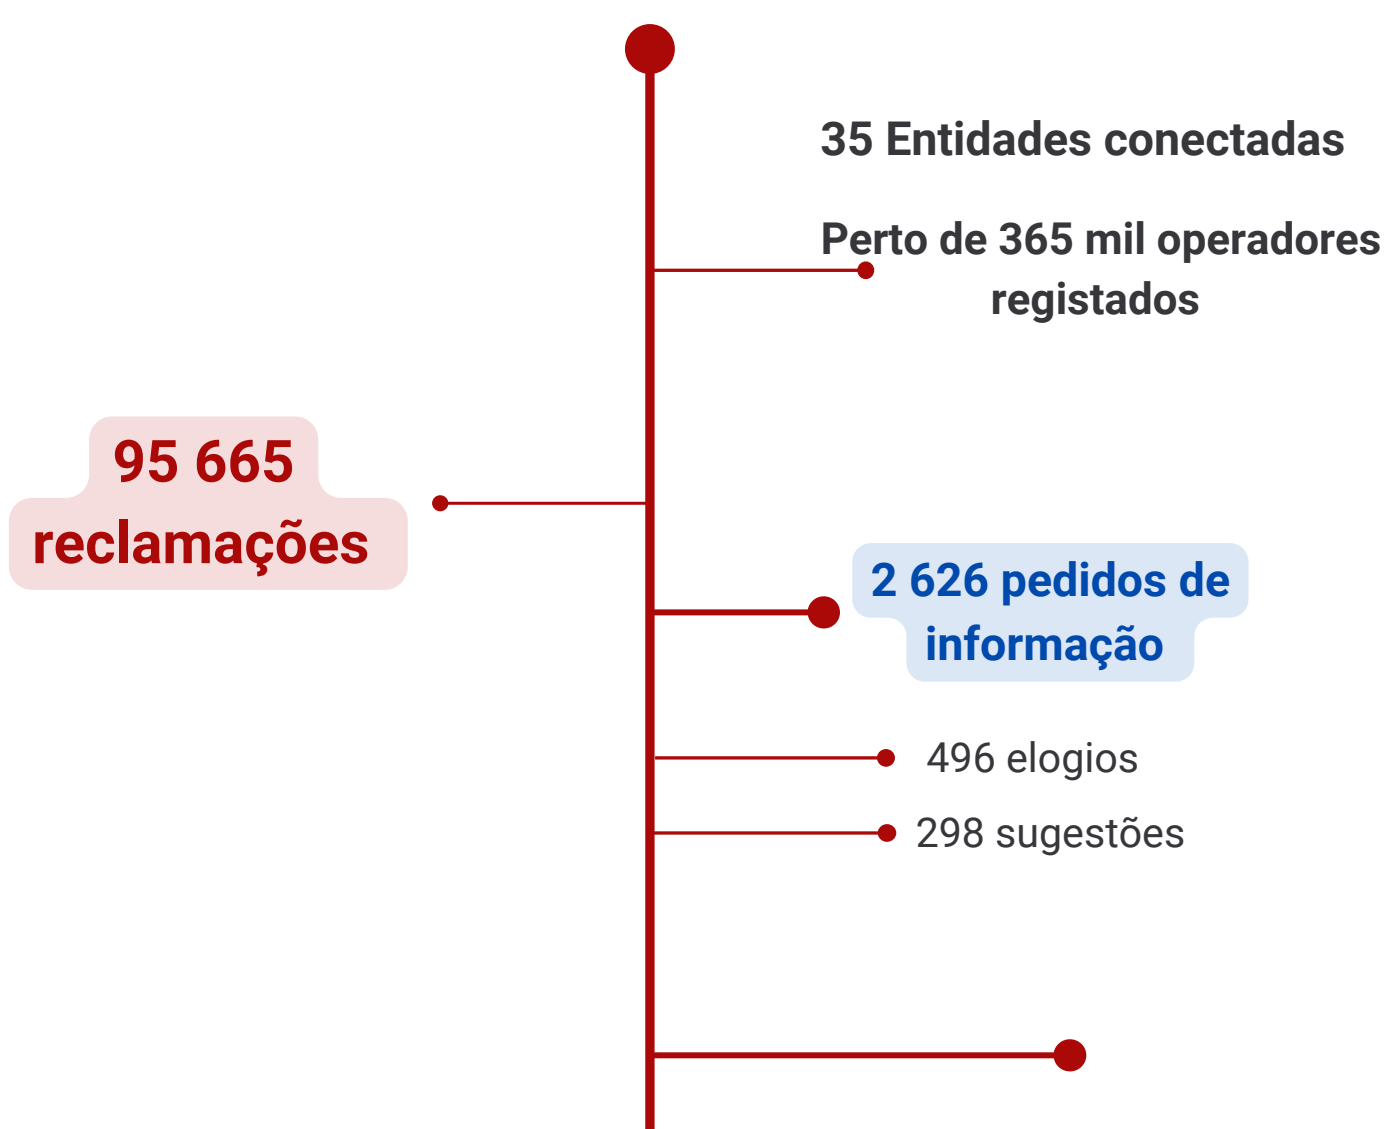 35 Entidades conectadas
Perto de 365 mil operadores
registados
95 665
reclamações
2 626 pedidos de
informação
496 elogios
298 sugestões